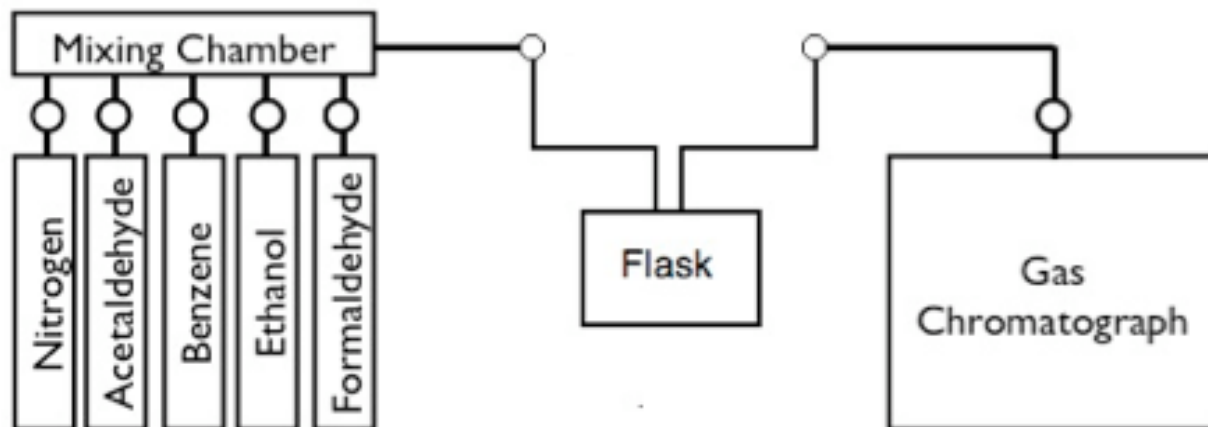 Mixing Chamber
Nitrogen
Acetaldehyde
Benzene
Ethanol
Formaldehyde
Flask
Gas
Chromatograph